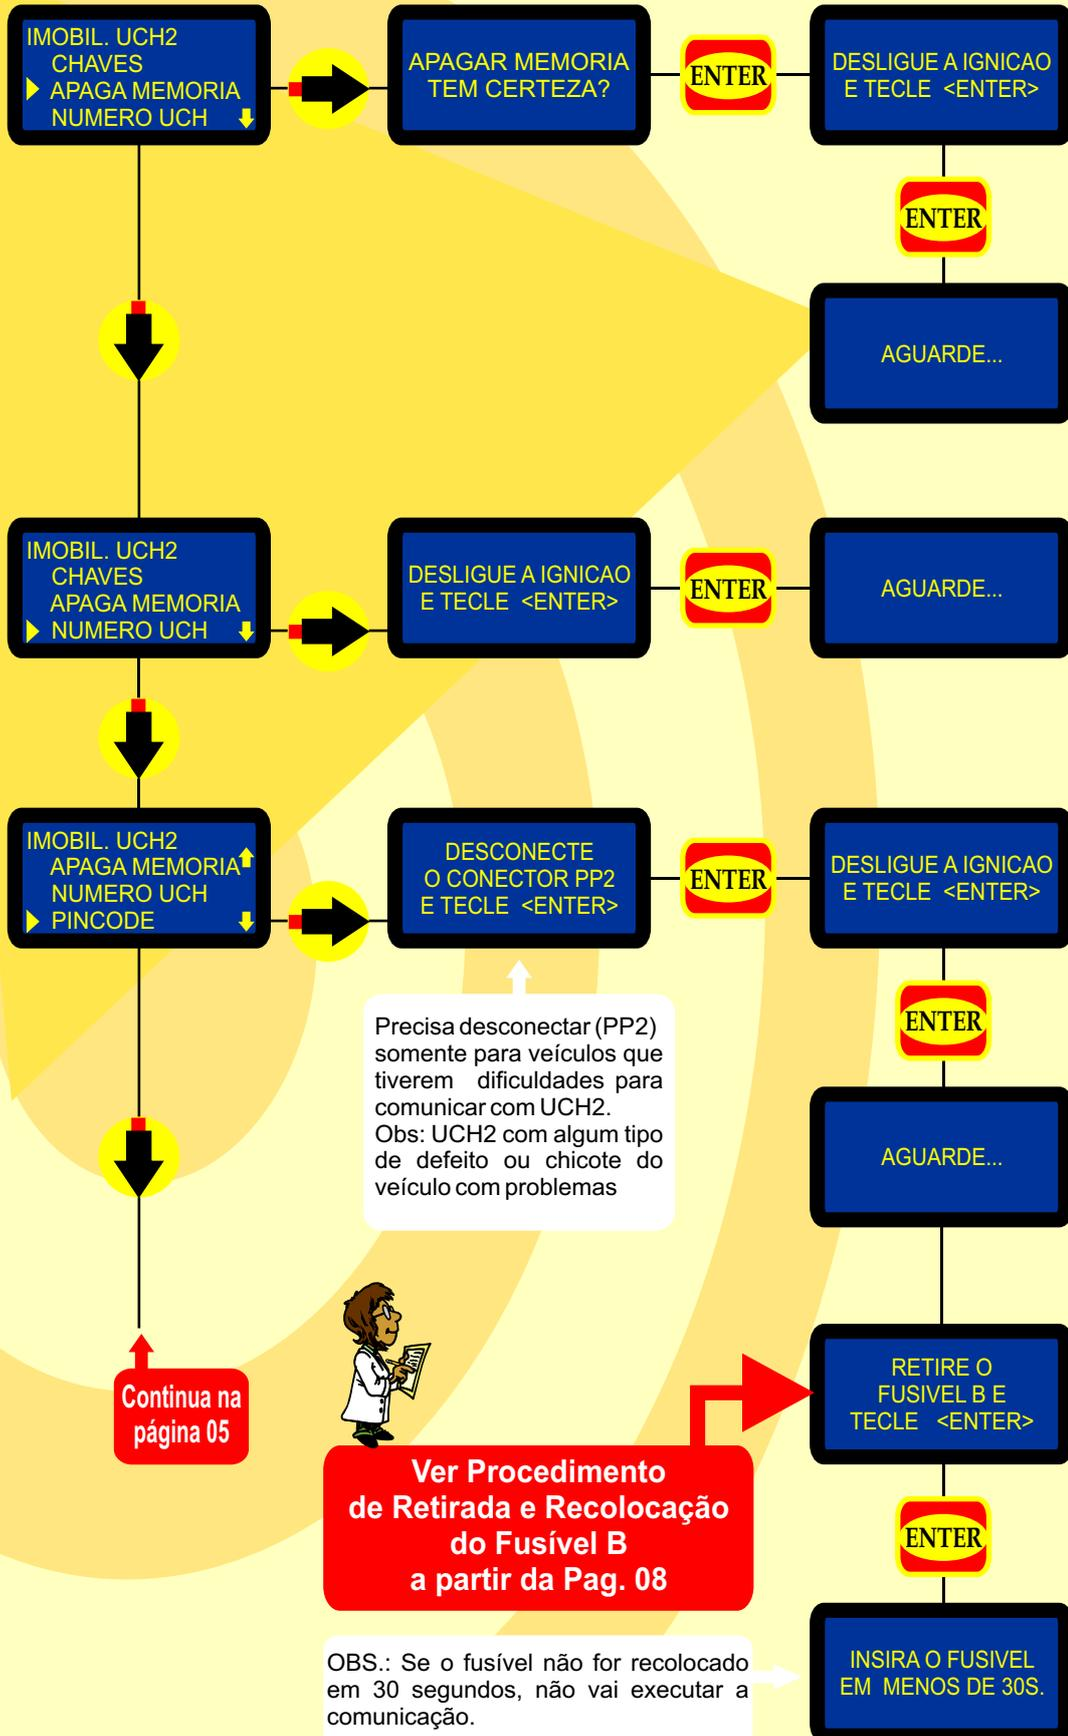 IMOBIL. UCH2
CHAVES
APAGA MEMORIA
NUMERO UCH
APAGAR MEMORIA
TEM CERTEZA?
ENTER
DESLIGUE A IGNICAO
E TECLE <ENTER>
ENTER
AGUARDE...
IMOBIL. UCH2
CHAVES
APAGA MEMORIA
NUMERO UCH
DESLIGUE A IGNICAO
E TECLE <ENTER>
ENTER
AGUARDE...
IMOBIL. UCH2
APAGA MEMORIA
NUMERO UCH
PINCODE
DESCONECTE
O CONECTOR PP2
E TECLE <ENTER>
ENTER
DESLIGUE A IGNICAO
E TECLE <ENTER>
Precisa desconectar (PP2)
somente para veículos que
tiverem dificuldades para
comunicar com UCH2.
Obs: UCH2 com algum tipo
de defeito ou chicote do
veículo com problemas
ENTER
AGUARDE...
Continua na
página 05
RETIRE O
FUSIVEL B E
TECLE <ENTER>
Ver Procedimento
de Retirada e Recolocação
do Fusível B
a partir da Pag. 08
ENTER
OBS.: Se o fusível não for recolocado
em 30 segundos, não vai executar a
comunicação.
INSIRA O FUSIVEL
EM MENOS DE 30S.